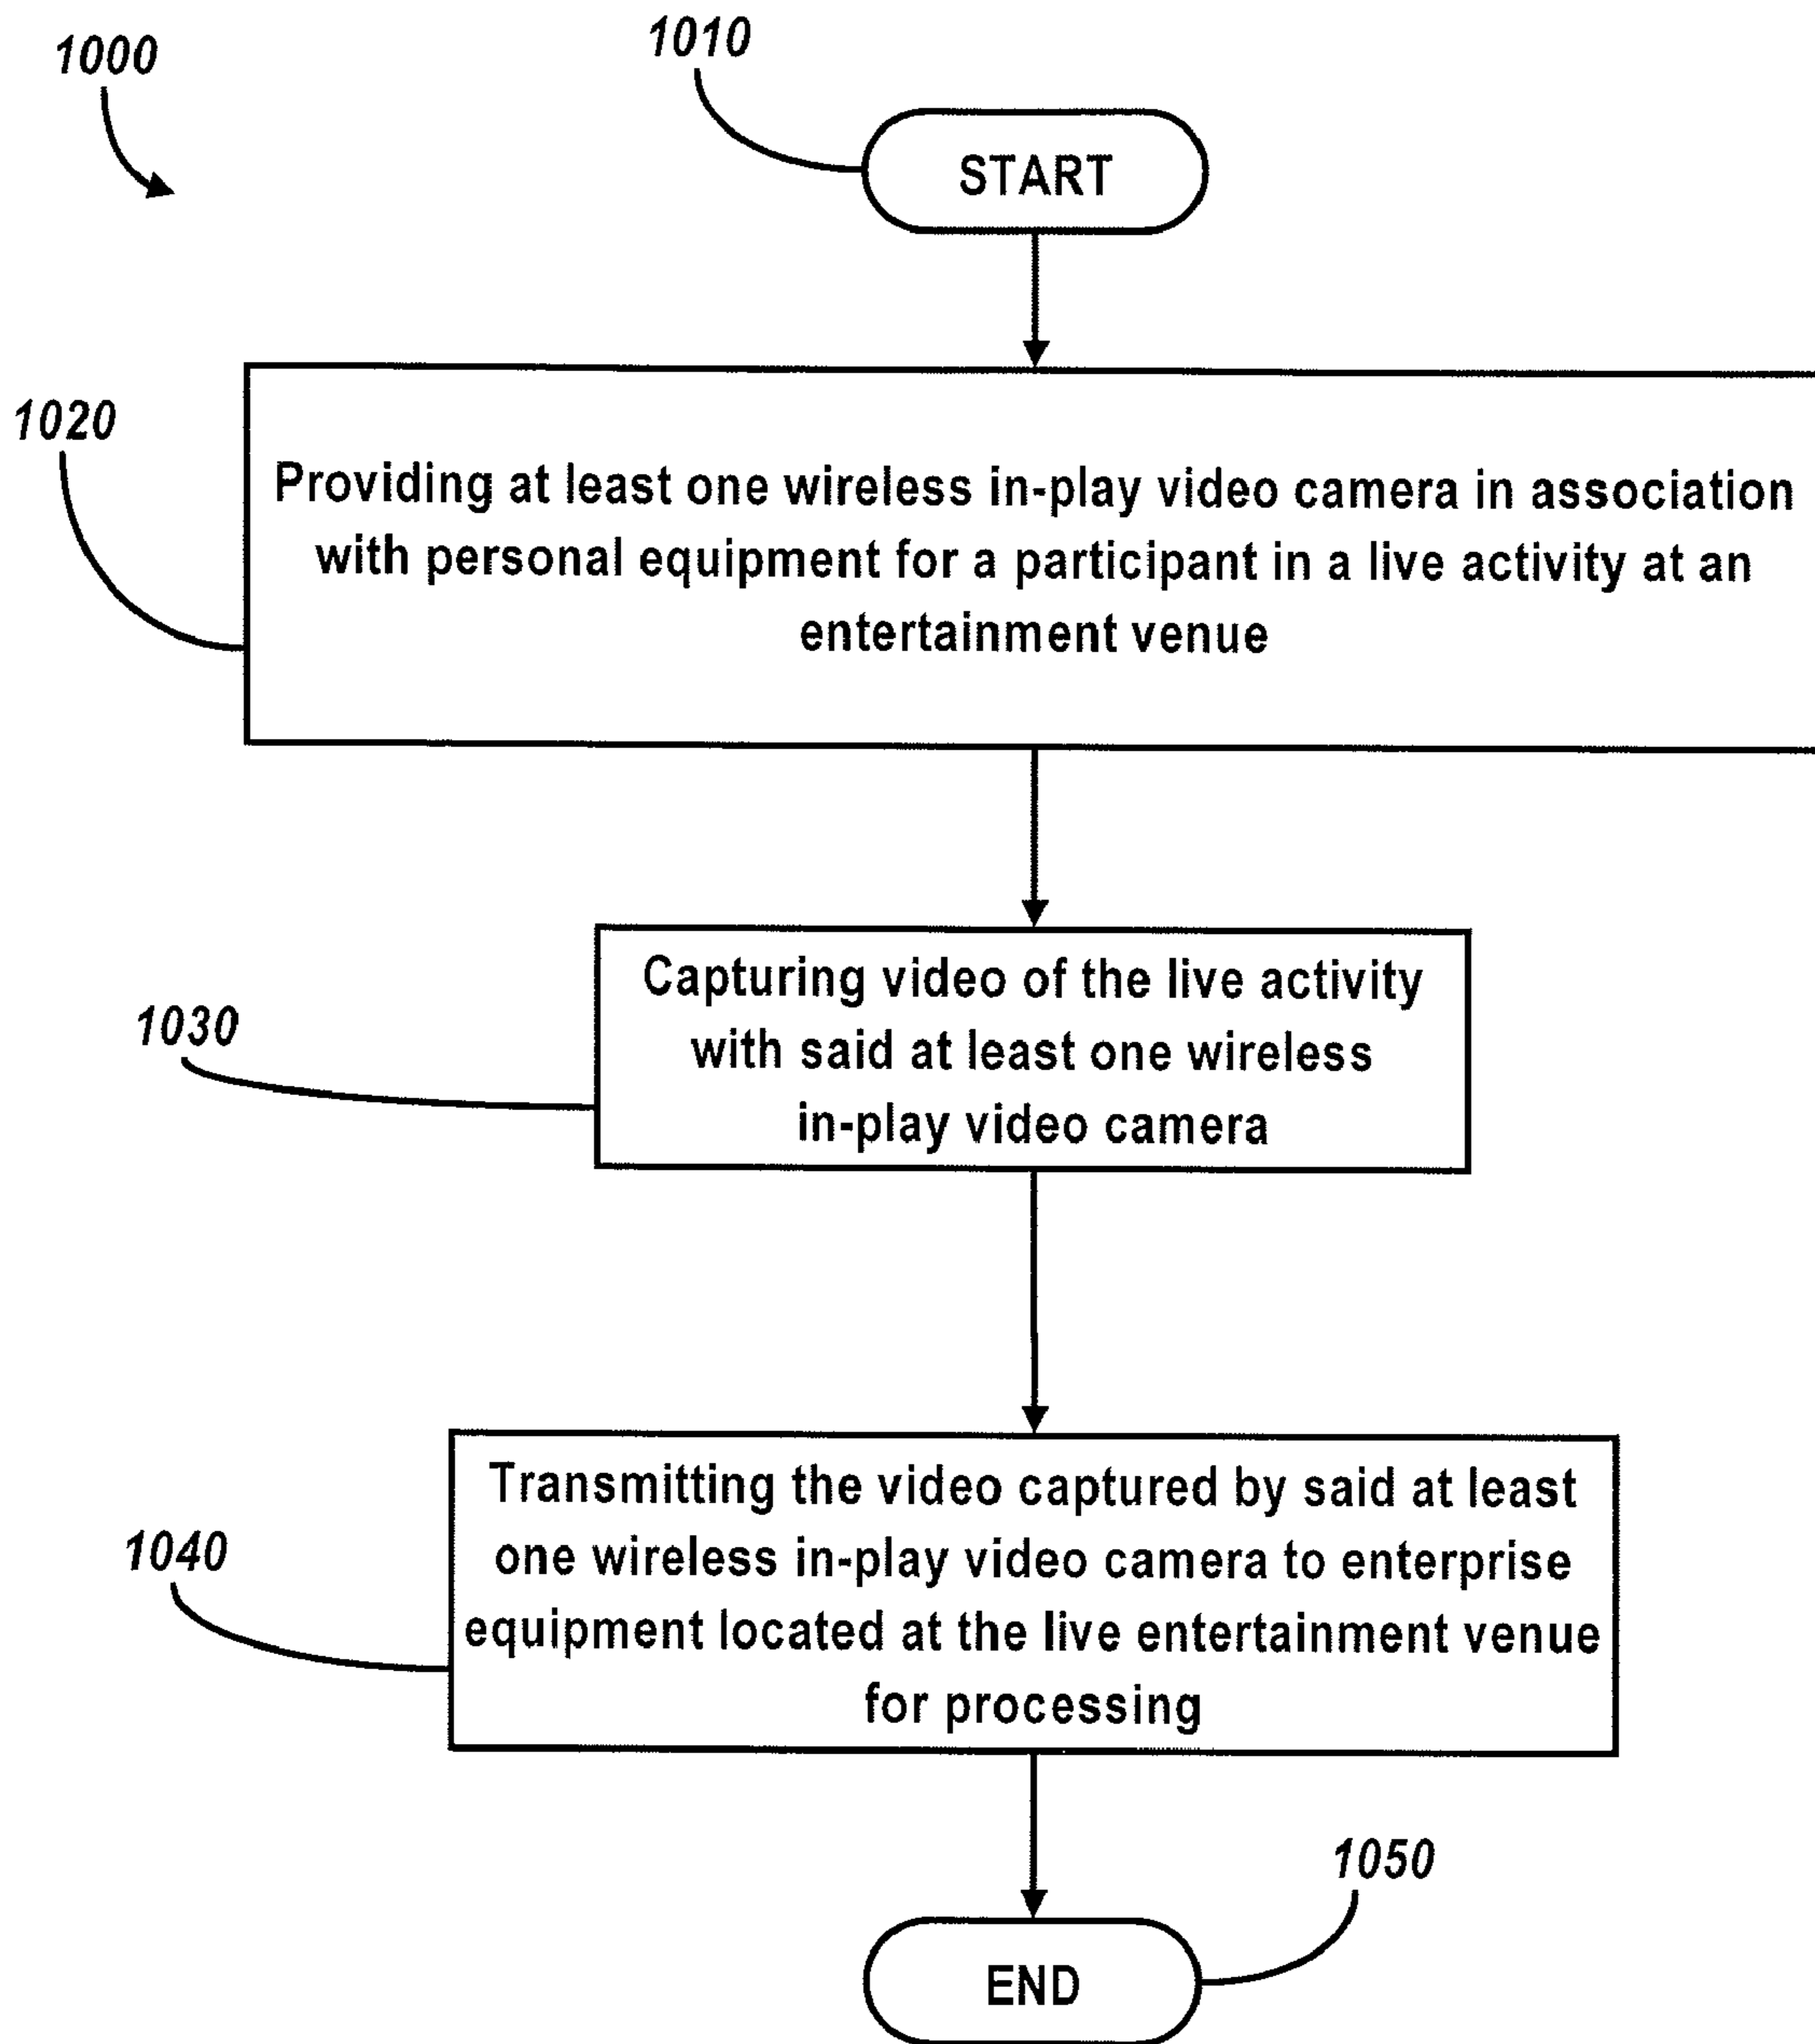 1000
1010
START
1020
Providing at least one wireless in-play video camera in association
with personal equipment for a participant in a live activity at an
entertainment venue
1030
Capturing video of the live activity
with said at least one wireless
in-play video camera
1040
Transmitting the video captured by said at least
one wireless in-play video camera to enterprise
equipment located at the live entertainment venue
for processing
1050
END